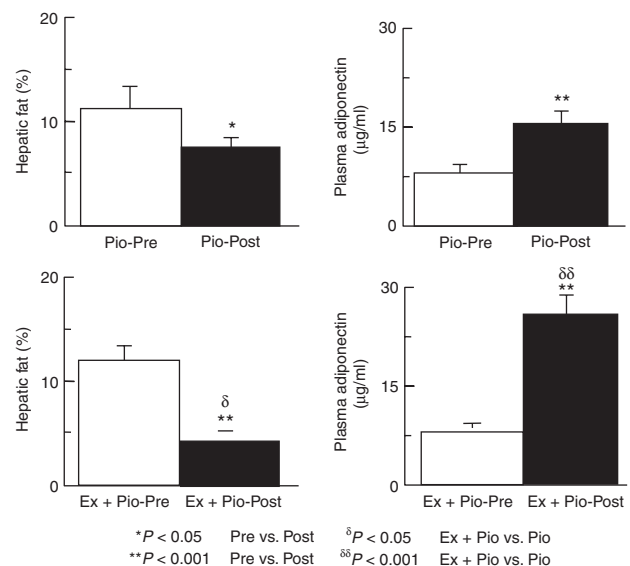 20
10
0
Hepatic fat (%)
*
Pio-Pre Pio-Post
30
15
0
Plasma adiponectin
(μg/ml)
**
Pio-Pre Pio-Post
20
10
0
Hepatic fat (%)
δ
**
Ex + Pio-Pre Ex + Pio-Post
30
15
0
Plasma adiponectin
(μg/ml)
δδ
**
Ex + Pio-Pre Ex + Pio-Post
*P < 0.05 Pre vs. Post δP < 0.05 Ex + Pio vs. Pio
**P < 0.001 Pre vs. Post δδP < 0.001 Ex + Pio vs. Pio